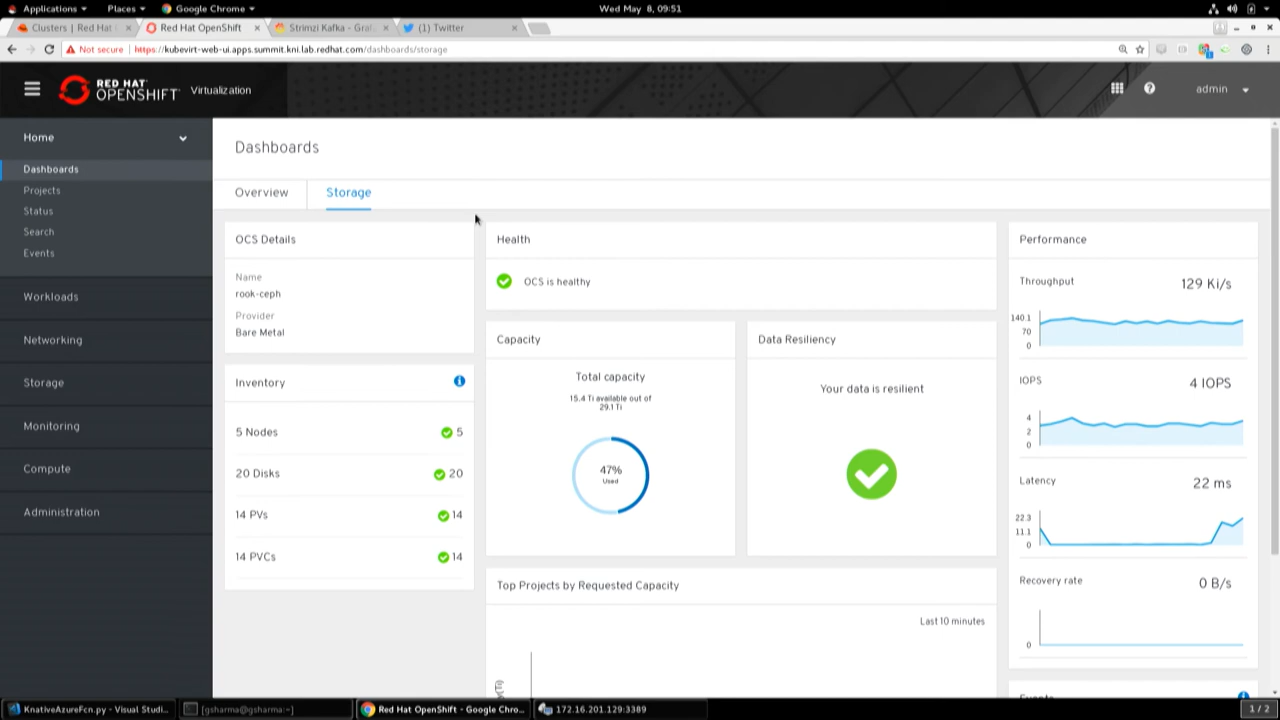 Applications Places Google Chrome Wed May 8, 09:51
Clusters | Red Hat Red Hat OpenShift Strimzi Kafka - Graf (1) Twitter
Not secure https://kubevirt-web-ui.apps.summit.kni.lab.redhat.com/dashboards/storage
RED HAT
OPENSHIFT Virtualization admin
Home
Dashboards
Projects
Status
Search
Events
Workloads
Networking
Storage
Monitoring
Compute
Administration
Dashboards
Overview Storage
OCS Details
Name
rook-ceph
Provider
Bare Metal
Inventory
5 Nodes 5
20 Disks 20
14 PVs 14
14 PVCs 14
Health
OCS is healthy
Capacity
Total capacity
15.4 Ti available out of
29.1 Ti
47%
Used
Data Resiliency
Your data is resilient
Top Projects by Requested Capacity
Last 10 minutes
Performance
Throughput 129 Ki/s
140.1
70
0
IOPS 4 IOPS
4
2
0
Latency 22 ms
22.3
11.1
0
Recovery rate 0 B/s
0
Events
KnativeAzureFcn.py - Visual Studi... [gsharma@gsharma:~] Red Hat OpenShift - Google Chro... 172.16.201.129:3389 1 / 2